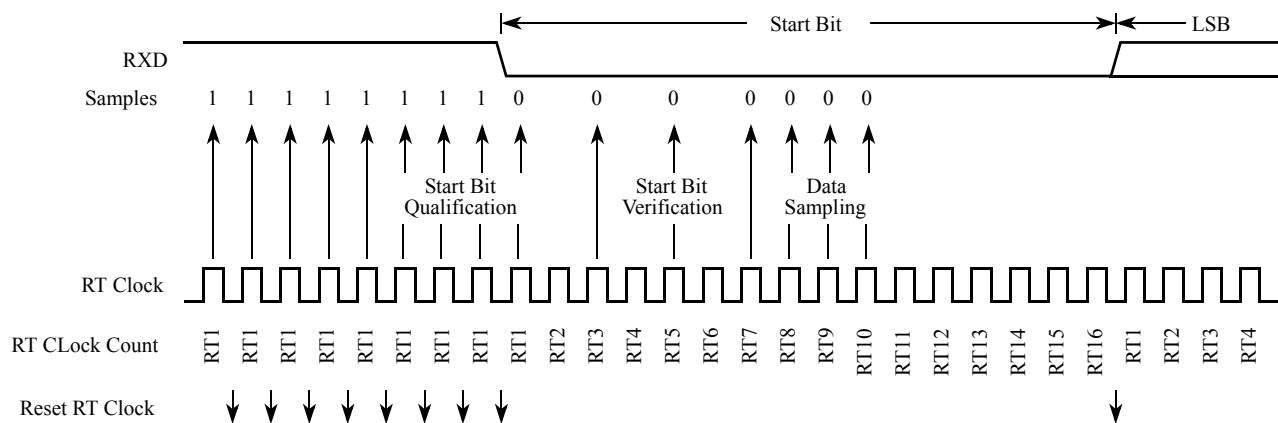 Start Bit LSB
RXD
Samples 1 1 1 1 1 1 1 1 0 0 0 0 0 0 0
Start Bit Qualification
Start Bit Verification
Data Sampling
RT Clock
RT CLock Count RT1 RT1 RT1 RT1 RT1 RT1 RT1 RT1 RT1 RT2 RT3 RT4 RT5 RT6 RT7 RT8 RT9 RT10 RT11 RT12 RT13 RT14 RT15 RT16 RT1 RT2 RT3 RT4
Reset RT Clock